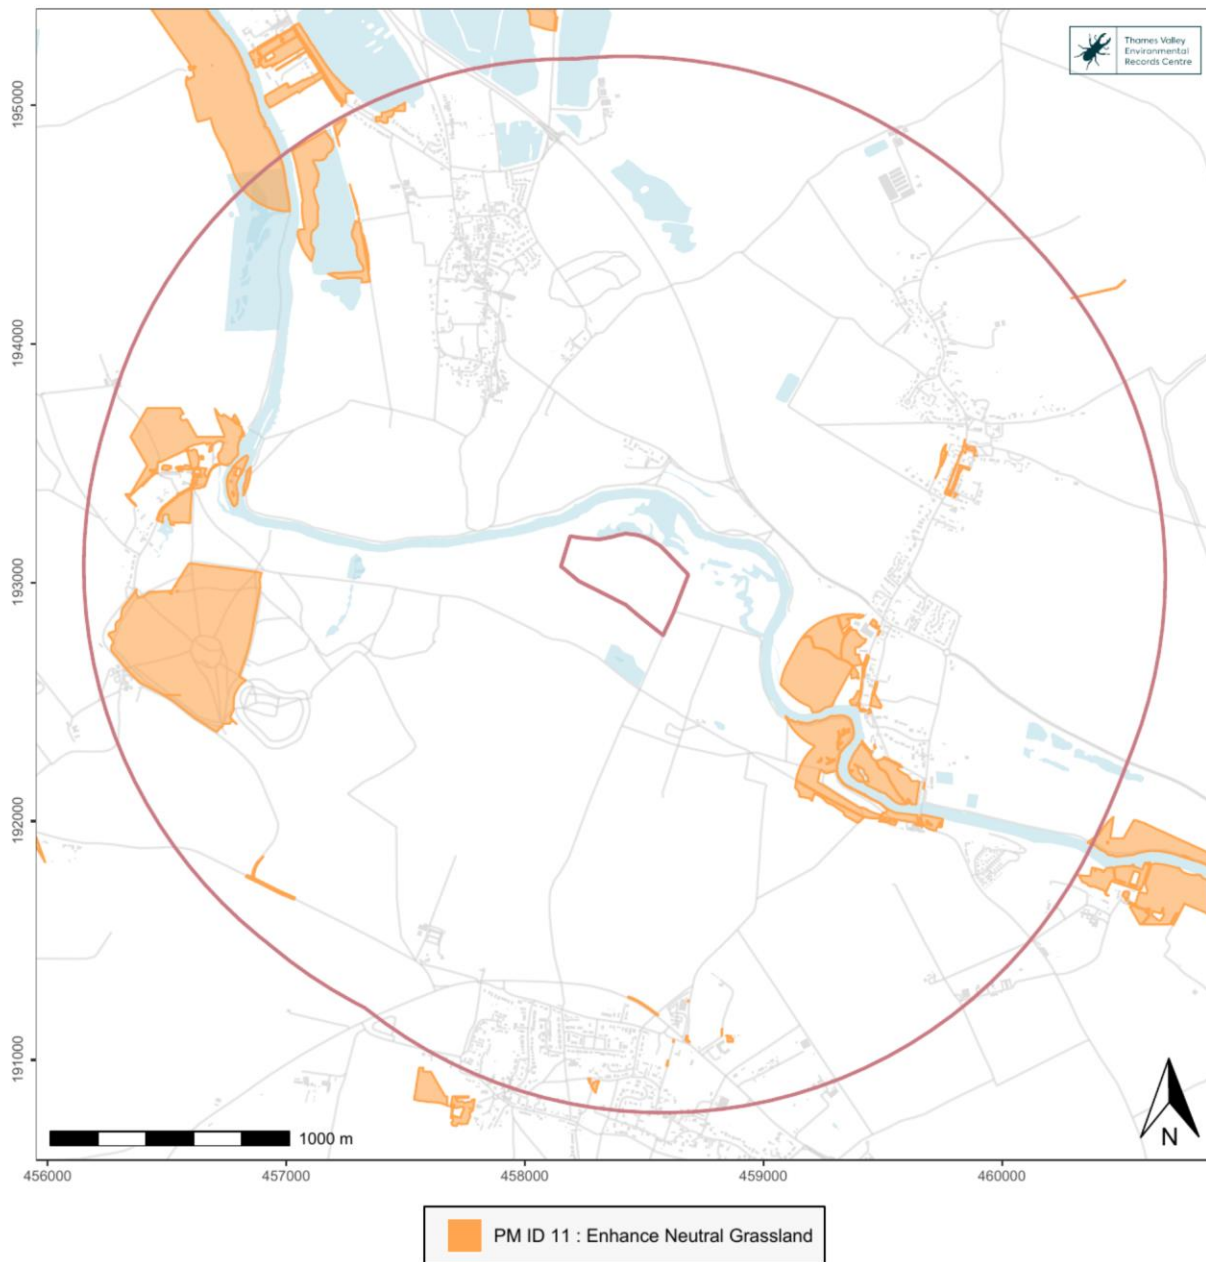 Thames Valley
Environmental
Records Centre
195000
194000
193000
192000
191000
1000 m
N
456000
457000
458000
459000
460000
PM ID 11 : Enhance Neutral Grassland